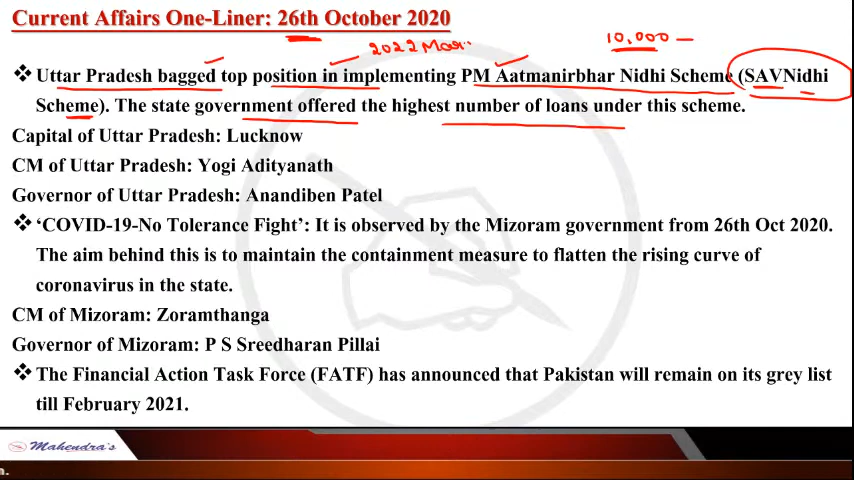 Current Affairs One-Liner: 26th October 2020
10,000 —
2022 Mar
❖ Uttar Pradesh bagged top position in implementing PM Aatmanirbhar Nidhi Scheme (SAVNidhi
Scheme). The state government offered the highest number of loans under this scheme.
Capital of Uttar Pradesh: Lucknow
CM of Uttar Pradesh: Yogi Adityanath
Governor of Uttar Pradesh: Anandiben Patel
❖ ‘COVID-19-No Tolerance Fight’: It is observed by the Mizoram government from 26th Oct 2020.
The aim behind this is to maintain the containment measure to flatten the rising curve of
coronavirus in the state.
CM of Mizoram: Zoramthanga
Governor of Mizoram: P S Sreedharan Pillai
❖ The Financial Action Task Force (FATF) has announced that Pakistan will remain on its grey list
till February 2021.
Mahendra's
n.